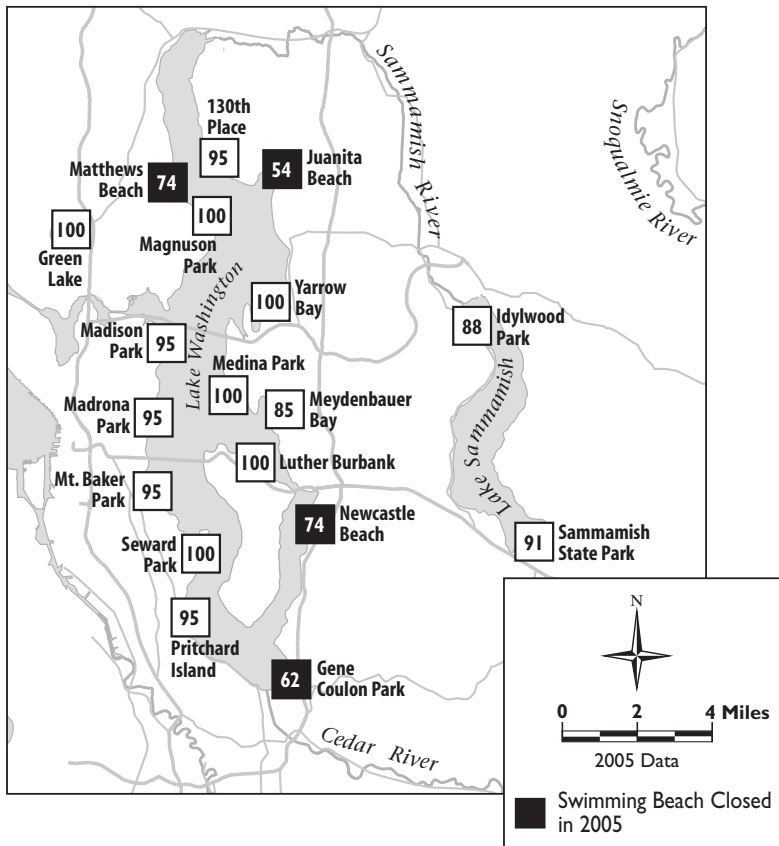 Sammamish River
Snoqualmie River
130th
Place
95
Matthews
Beach
74
54
Juanita
Beach
100
Green
Lake
100
Magnuson
Park
Lake Washington
100
Yarrow
Bay
Madison
Park
95
88
Idylwood
Park
Medina Park
100
Madrona
Park
95
85
Meydenbauer
Bay
Lake Sammamish
100
Luther Burbank
Mt. Baker
Park
95
74
Newcastle
Beach
Seward
Park
100
91
Sammamish
State Park
95
Pritchard
Island
62
Gene
Coulon Park
Cedar River
N
0 2 4 Miles
2005 Data
Swimming Beach Closed
in 2005